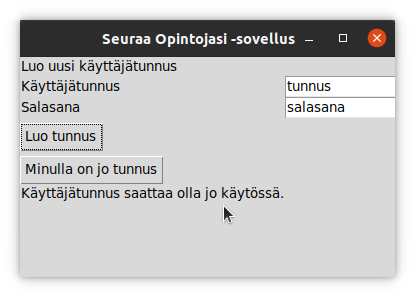 Seuraa Opintojasi -sovellus
Luo uusi käyttäjätunnus
Käyttäjätunnus tunnus
Salasana salasana
Luo tunnus
Minulla on jo tunnus
Käyttäjätunnus saattaa olla jo käytössä.